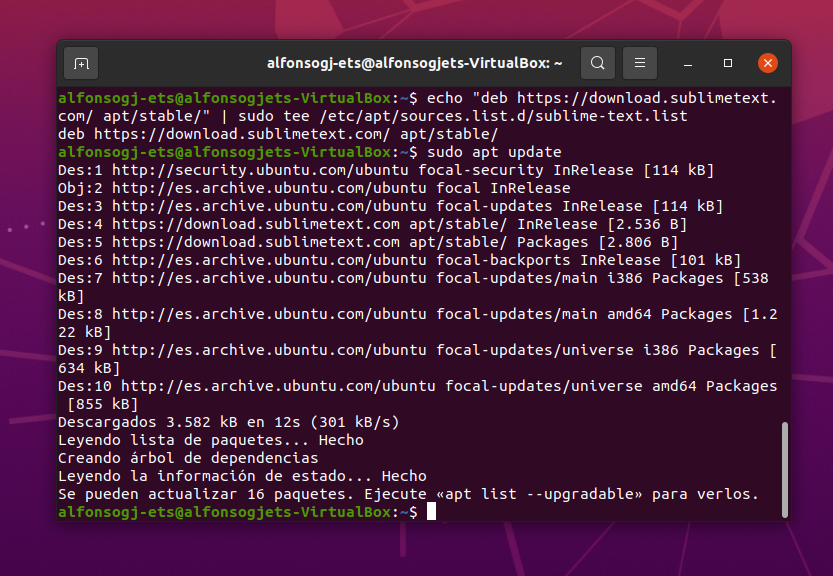 alfonsogj-ets@alfonsogjets-VirtualBox: ~
alfonsogj-ets@alfonsogjets-VirtualBox:~$ echo "deb https://download.sublimetext.
com/ apt/stable/" | sudo tee /etc/apt/sources.list.d/sublime-text.list
deb https://download.sublimetext.com/ apt/stable/
alfonsogj-ets@alfonsogjets-VirtualBox:~$ sudo apt update
Des:1 http://security.ubuntu.com/ubuntu focal-security InRelease [114 kB]
Obj:2 http://es.archive.ubuntu.com/ubuntu focal InRelease
Des:3 http://es.archive.ubuntu.com/ubuntu focal-updates InRelease [114 kB]
Des:4 https://download.sublimetext.com apt/stable/ InRelease [2.536 B]
Des:5 https://download.sublimetext.com apt/stable/ Packages [2.806 B]
Des:6 http://es.archive.ubuntu.com/ubuntu focal-backports InRelease [101 kB]
Des:7 http://es.archive.ubuntu.com/ubuntu focal-updates/main i386 Packages [538
kB]
Des:8 http://es.archive.ubuntu.com/ubuntu focal-updates/main amd64 Packages [1.2
22 kB]
Des:9 http://es.archive.ubuntu.com/ubuntu focal-updates/universe i386 Packages [
634 kB]
Des:10 http://es.archive.ubuntu.com/ubuntu focal-updates/universe amd64 Packages
[855 kB]
Descargados 3.582 kB en 12s (301 kB/s)
Leyendo lista de paquetes... Hecho
Creando árbol de dependencias
Leyendo la información de estado... Hecho
Se pueden actualizar 16 paquetes. Ejecute «apt list --upgradable» para verlos.
alfonsogj-ets@alfonsogjets-VirtualBox:~$